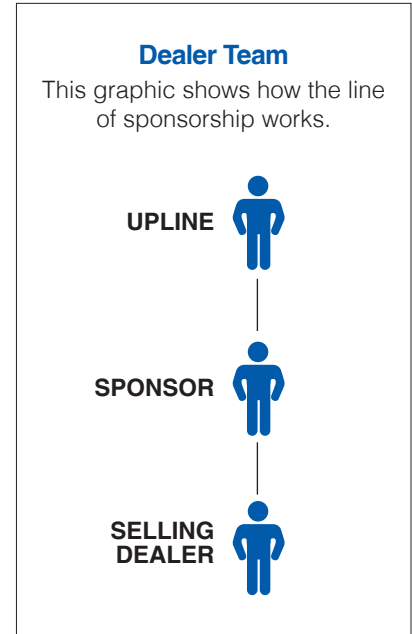 Dealer Team
This graphic shows how the line
of sponsorship works.
UPLINE
SPONSOR
SELLING
DEALER